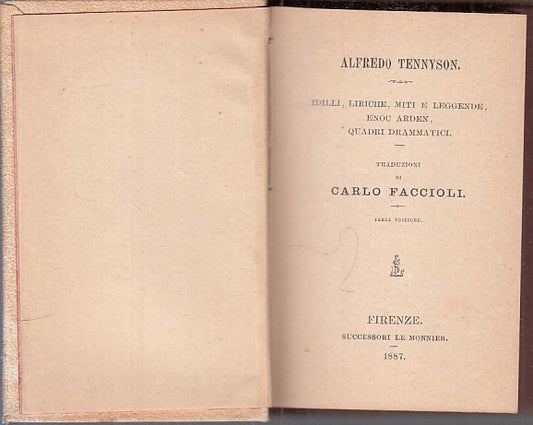 ALFREDO TENNYSON.
IDILLI, LIRICHE, MITI E LEGGENDE,
ENOC ARDEN,
QUADRI DRAMMATICI.
TRADUZIONI
DI
CARLO FACCIOLI.
TERZA EDIZIONE.
FIRENZE.
SUCCESSORI LE MONNIER.
1887.